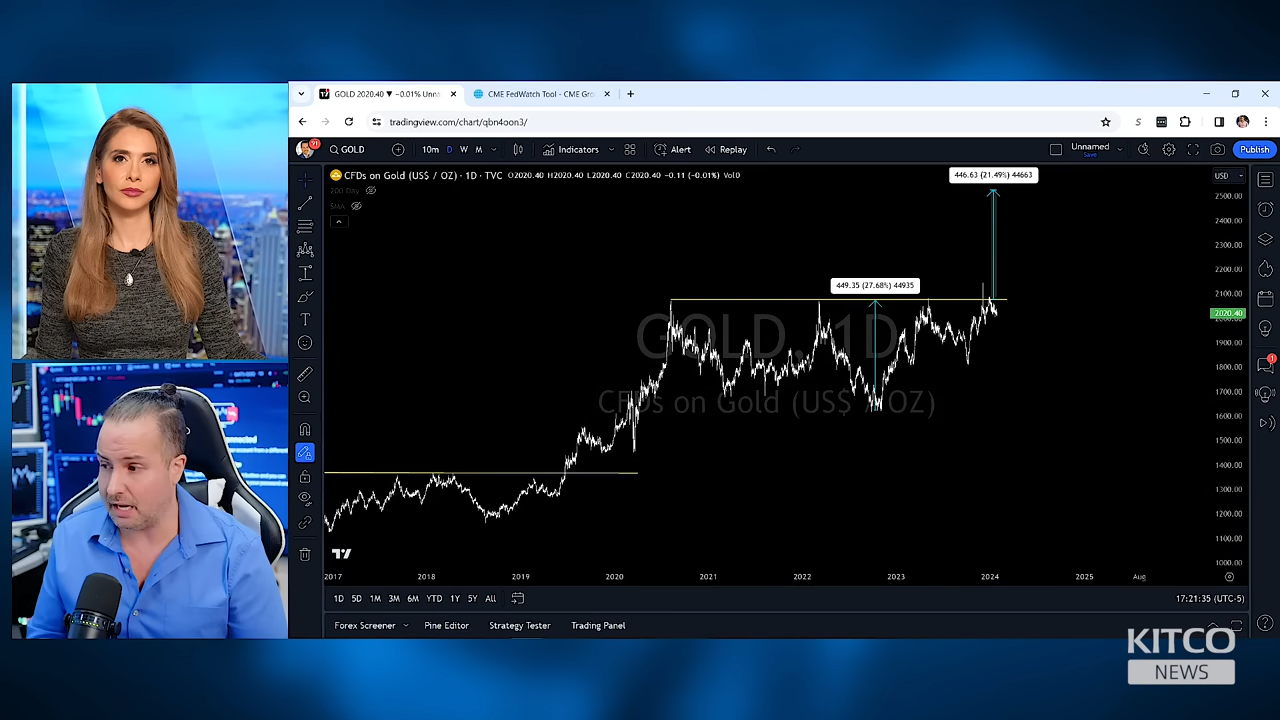 GOLD 2020.40 ▼ −0.01% Unna
CME FedWatch Tool - CME Gro
tradingview.com/chart/qbn4oon3/
GOLD
10m D W M
Indicators
Alert
Replay
Unnamed
Save
Publish
CFDs on Gold (US$ / OZ) · 1D · TVC O2020.40 H2020.40 L2020.40 C2020.40 −0.11 (−0.01%) Vol0
200 Day
SMA
446.63 (21.49%) 44663
449.35 (27.68%) 44935
GOLD, 1D
CFDs on Gold (US$ / OZ)
USD
2500.00
2400.00
2300.00
2200.00
2100.00
2020.40
1900.00
1800.00
1700.00
1600.00
1500.00
1400.00
1300.00
1200.00
1100.00
1000.00
2017 2018 2019 2020 2021 2022 2023 2024 2025 Aug
1D 5D 1M 3M 6M YTD 1Y 5Y All
17:21:35 (UTC-5)
Forex Screener Pine Editor Strategy Tester Trading Panel
KITCO
NEWS